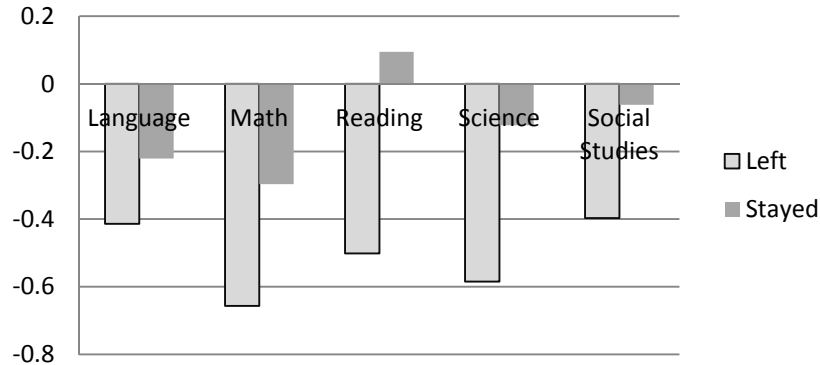 0.2
0
Language Math Reading Science Social
Studies
-0.2
-0.4
-0.6
-0.8
Left
Stayed